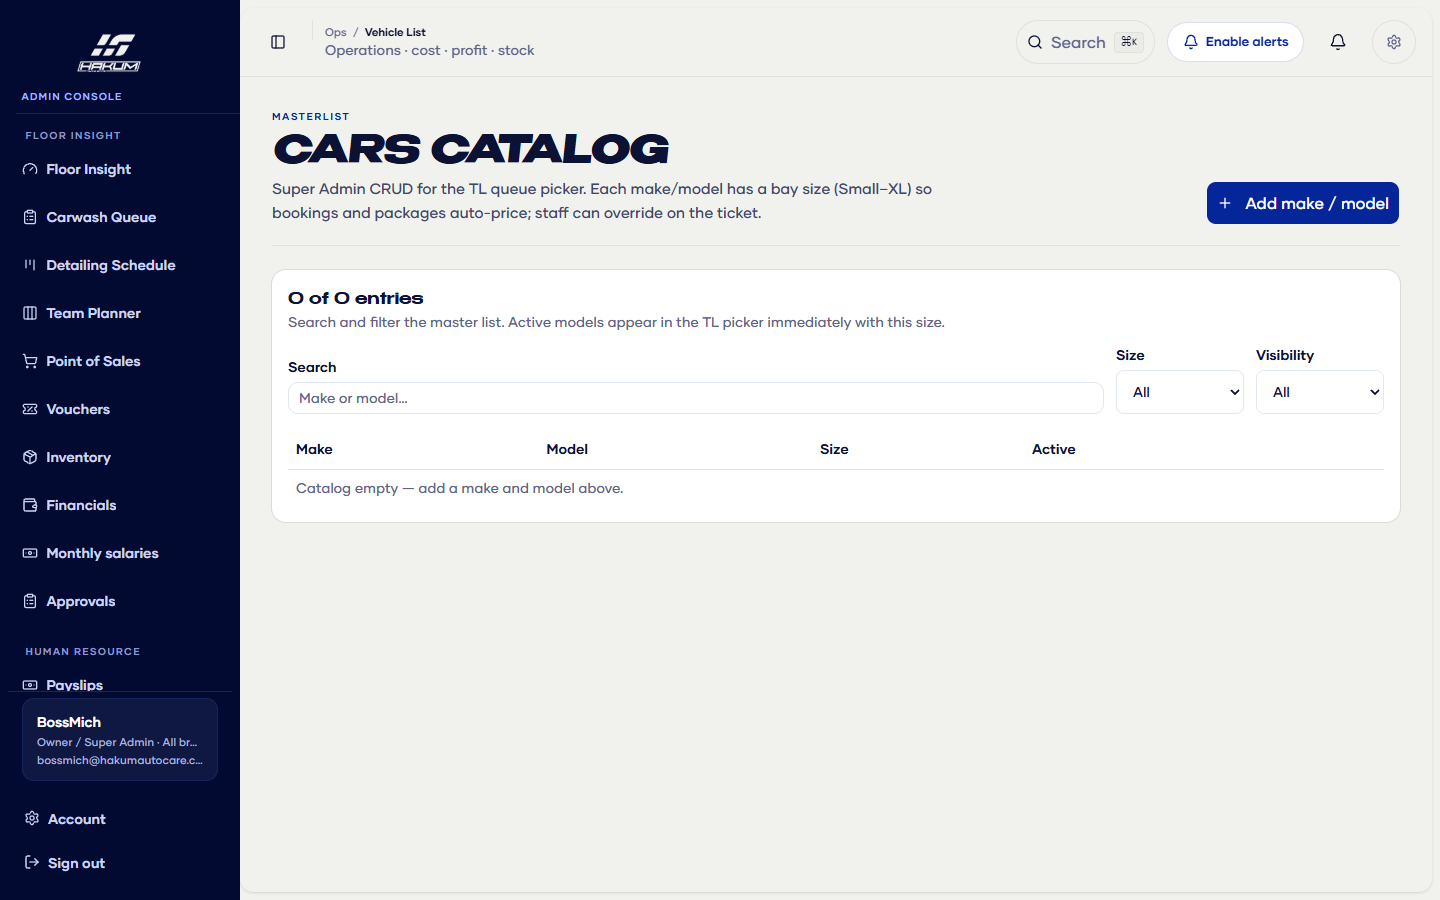 HAKUM
ADMIN CONSOLE
FLOOR INSIGHT
Floor Insight
Carwash Queue
Detailing Schedule
Team Planner
Point of Sales
Vouchers
Inventory
Financials
Monthly salaries
Approvals
HUMAN RESOURCE
Payslips
BossMich
Owner / Super Admin · All br...
bossmich@hakumautocare.c...
Account
Sign out
Ops / Vehicle List
Operations · cost · profit · stock
Search ⌘K
Enable alerts
MASTERLIST
CARS CATALOG
Super Admin CRUD for the TL queue picker. Each make/model has a bay size (Small–XL) so
bookings and packages auto-price; staff can override on the ticket.
+ Add make / model
0 of 0 entries
Search and filter the master list. Active models appear in the TL picker immediately with this size.
Search
Make or model...
Size
All
Visibility
All
Make Model Size Active
Catalog empty — add a make and model above.